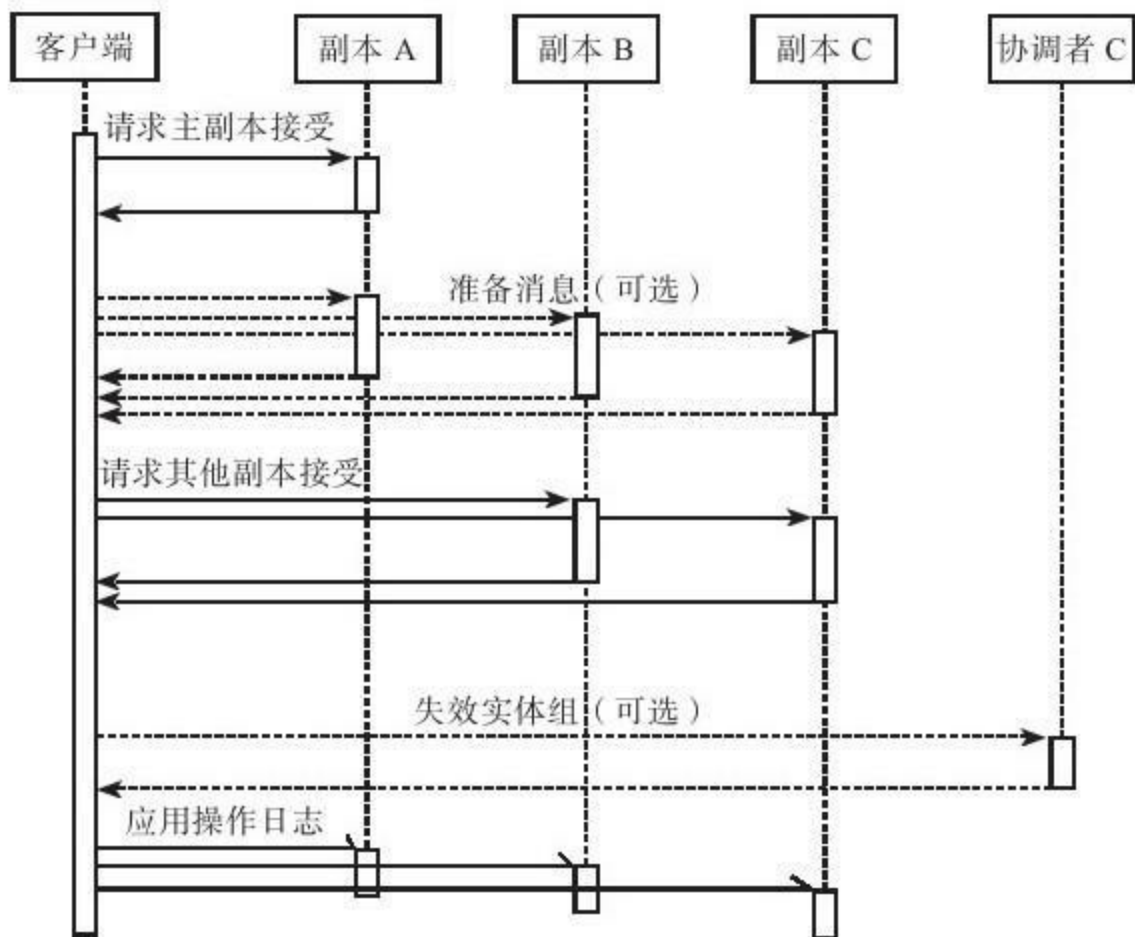 客户端
副本 A
副本 B
副本 C
协调者 C
请求主副本接受
准备消息（可选）
请求其他副本接受
失效实体组（可选）
应用操作日志